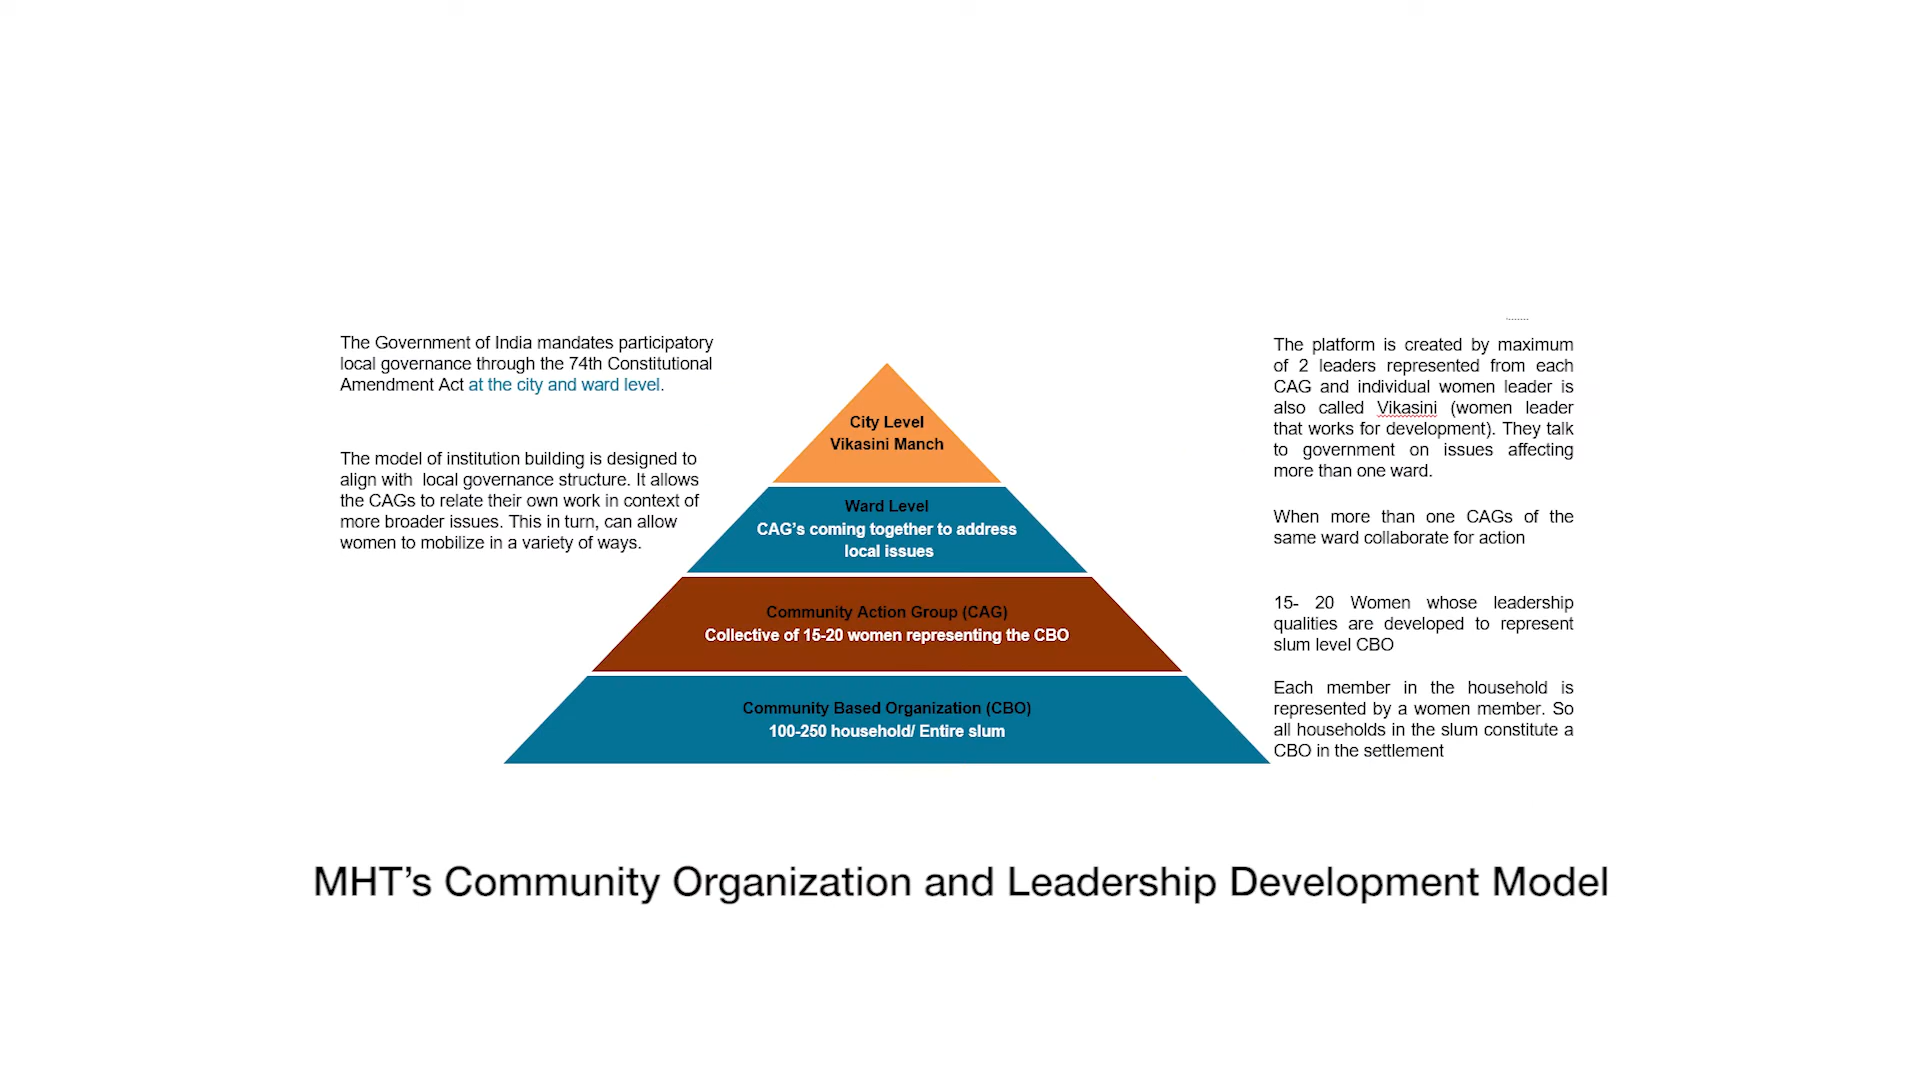 The Government of India mandates participatory
local governance through the 74th Constitutional
Amendment Act at the city and ward level.
The model of institution building is designed to
align with  local governance structure. It allows
the CAGs to relate their own work in context of
more broader issues. This in turn, can allow
women to mobilize in a variety of ways.
City Level
Vikasini Manch
Ward Level
CAG's coming together to address
local issues
Community Action Group (CAG)
Collective of 15-20 women representing the CBO
Community Based Organization (CBO)
100-250 household/ Entire slum
The platform is created by maximum
of 2 leaders represented from each
CAG and individual women leader is
also called Vikasini (women leader
that works for development). They talk
to government on issues affecting
more than one ward.
When more than one CAGs of the
same ward collaborate for action
15- 20 Women whose leadership
qualities are developed to represent
slum level CBO
Each member in the household is
represented by a women member. So
all households in the slum constitute a
CBO in the settlement
MHT's Community Organization and Leadership Development Model